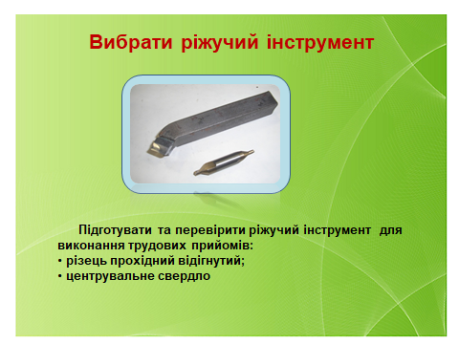 Вибрати ріжучий інструмент
Підготувати та перевірити ріжучий інструмент для
виконання трудових прийомів:
• різець прохідний відігнутий;
• центрувальне свердло